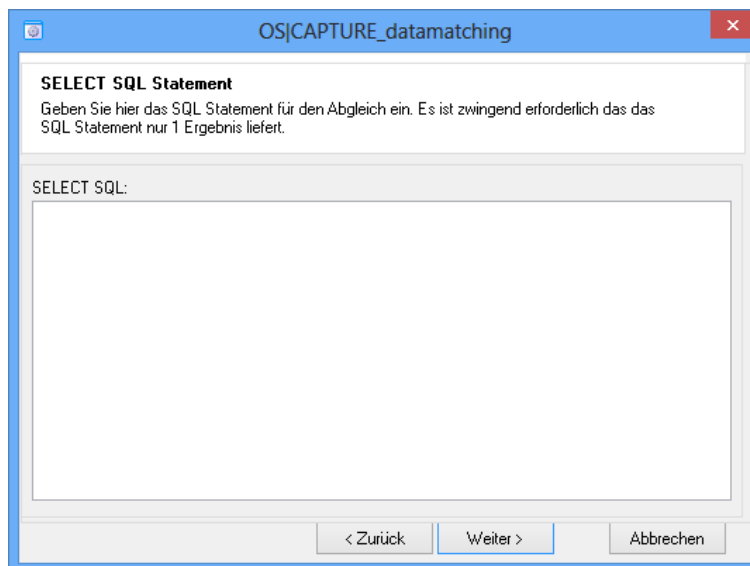 OS|CAPTURE_datamatching
SELECT SQL Statement
Geben Sie hier das SQL Statement für den Abgleich ein. Es ist zwingend erforderlich das das
SQL Statement nur 1 Ergebnis liefert.
SELECT SQL:
< Zurück
Weiter >
Abbrechen